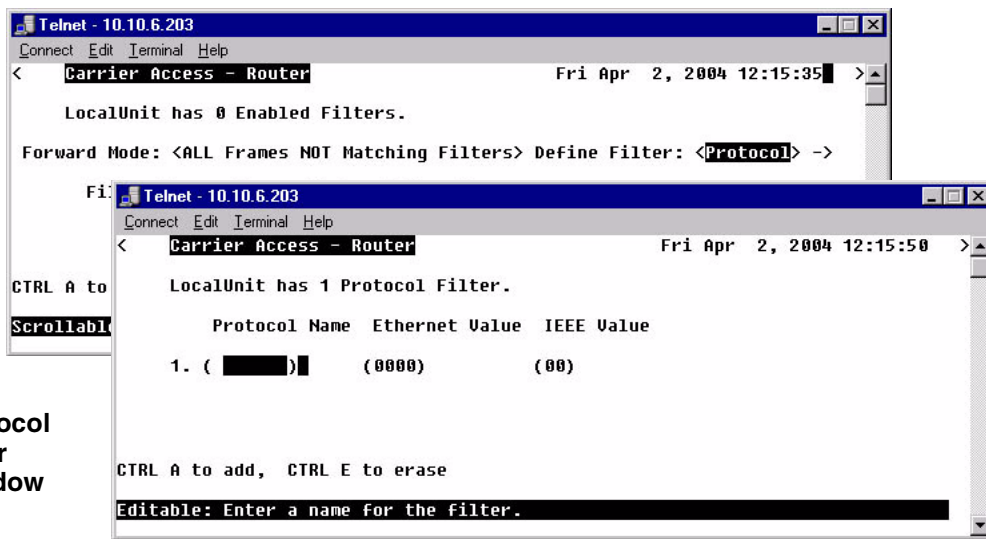 Telnet - 10.10.6.203
Connect Edit Terminal Help
< Carrier Access - Router Fri Apr 2, 2004 12:15:35 >
LocalUnit has 0 Enabled Filters.
Forward Mode: <ALL Frames NOT Matching Filters> Define Filter: <Protocol> ->
Fil
CTRL A to
Scrollable
Telnet - 10.10.6.203
Connect Edit Terminal Help
< Carrier Access - Router Fri Apr 2, 2004 12:15:50 >
LocalUnit has 1 Protocol Filter.
Protocol Name Ethernet Value IEEE Value
1. ( ) (0000) (00)
CTRL A to add, CTRL E to erase
Editable: Enter a name for the filter.
ocol
r
dow